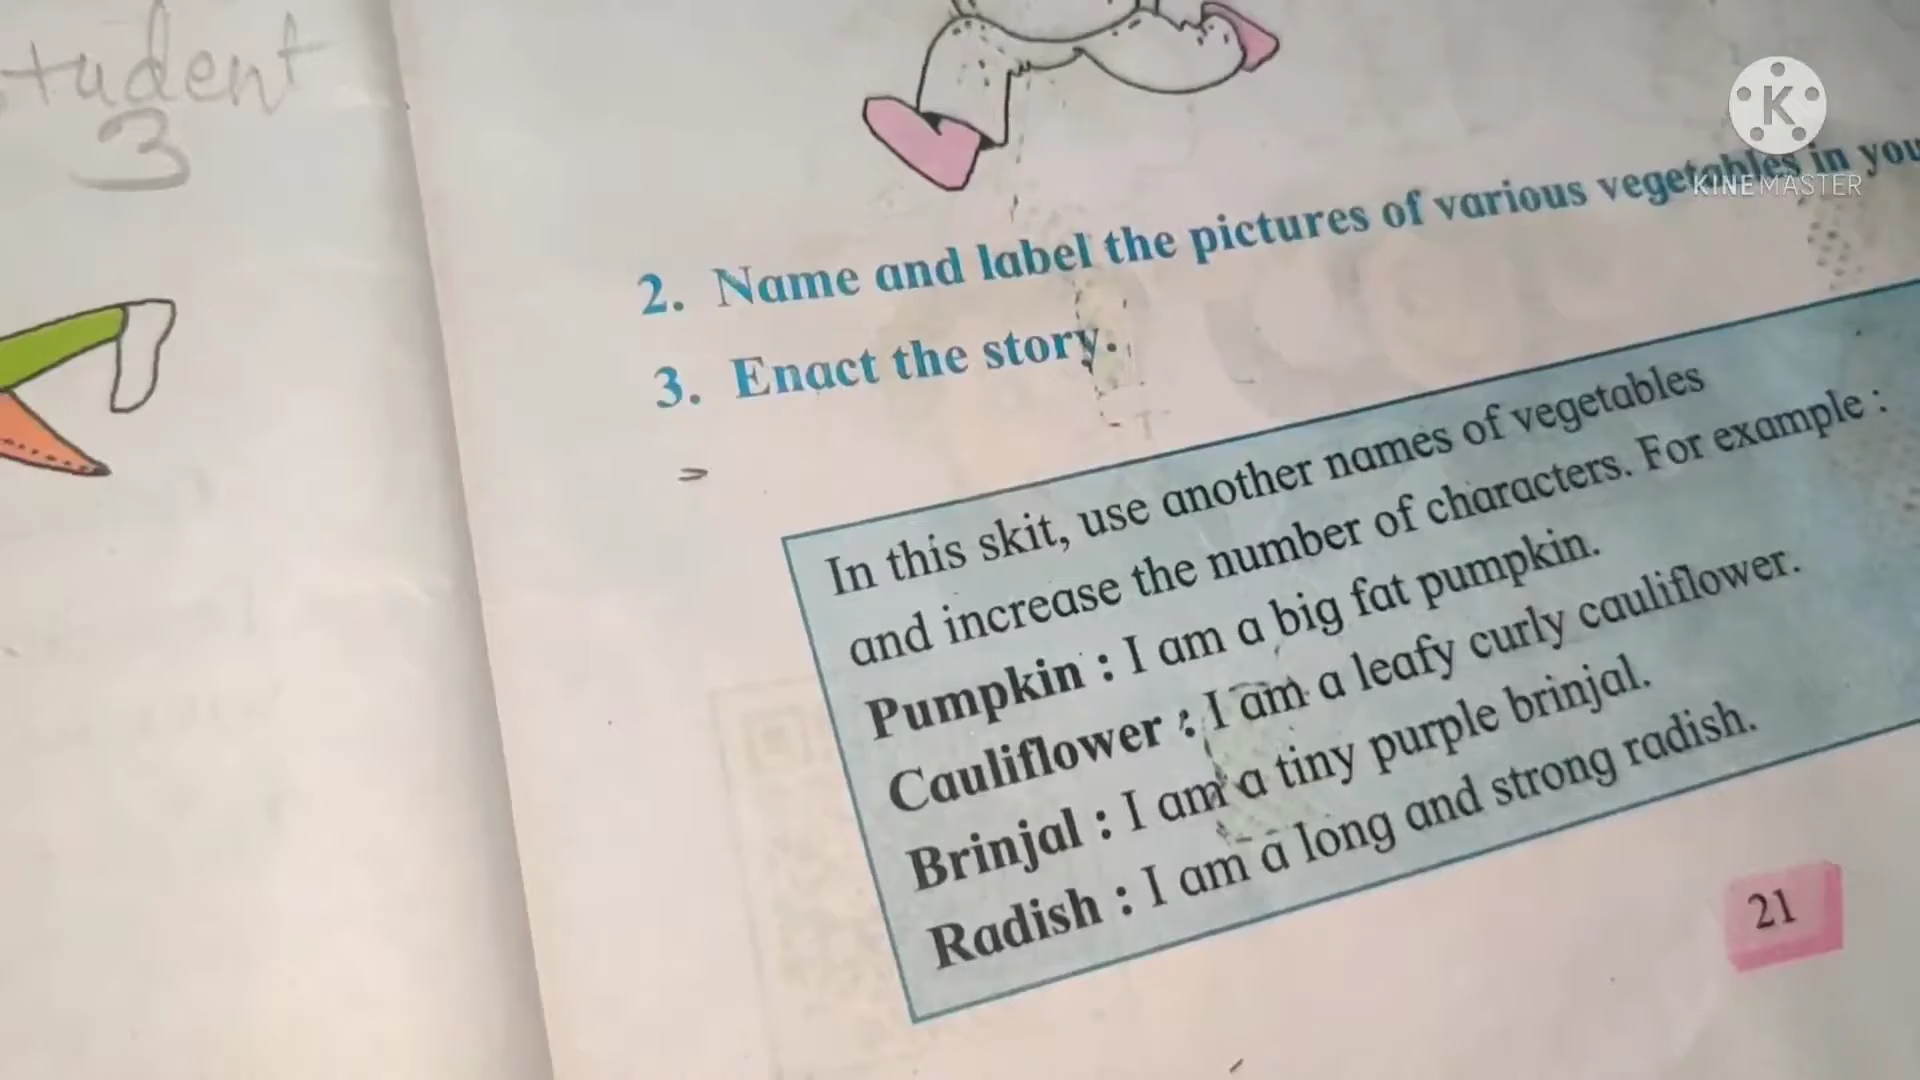 tudent
3
K
KINEMASTER
2. Name and label the pictures of various vegetables in you
3. Enact the story.
In this skit, use another names of vegetables
and increase the number of characters. For example :
Pumpkin : I am a big fat pumpkin.
Cauliflower : I am a leafy curly cauliflower.
Brinjal : I am a tiny purple brinjal.
Radish : I am a long and strong radish.
21